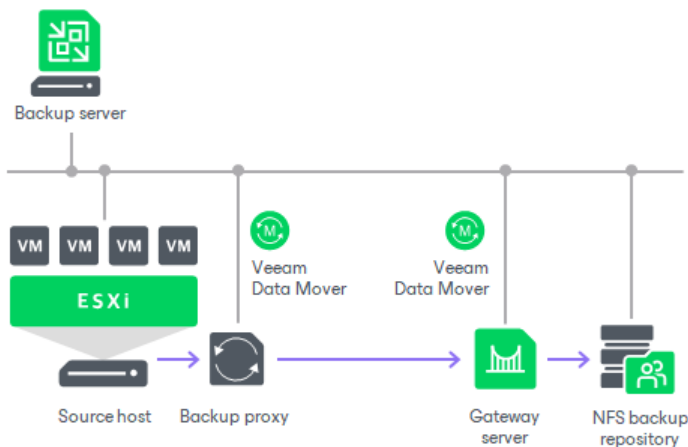 Backup server
VM VM VM VM
M
Veeam
Data Mover
M
Veeam
Data Mover
ESXi
Source host
Backup proxy
Gateway
server
NFS backup
repository